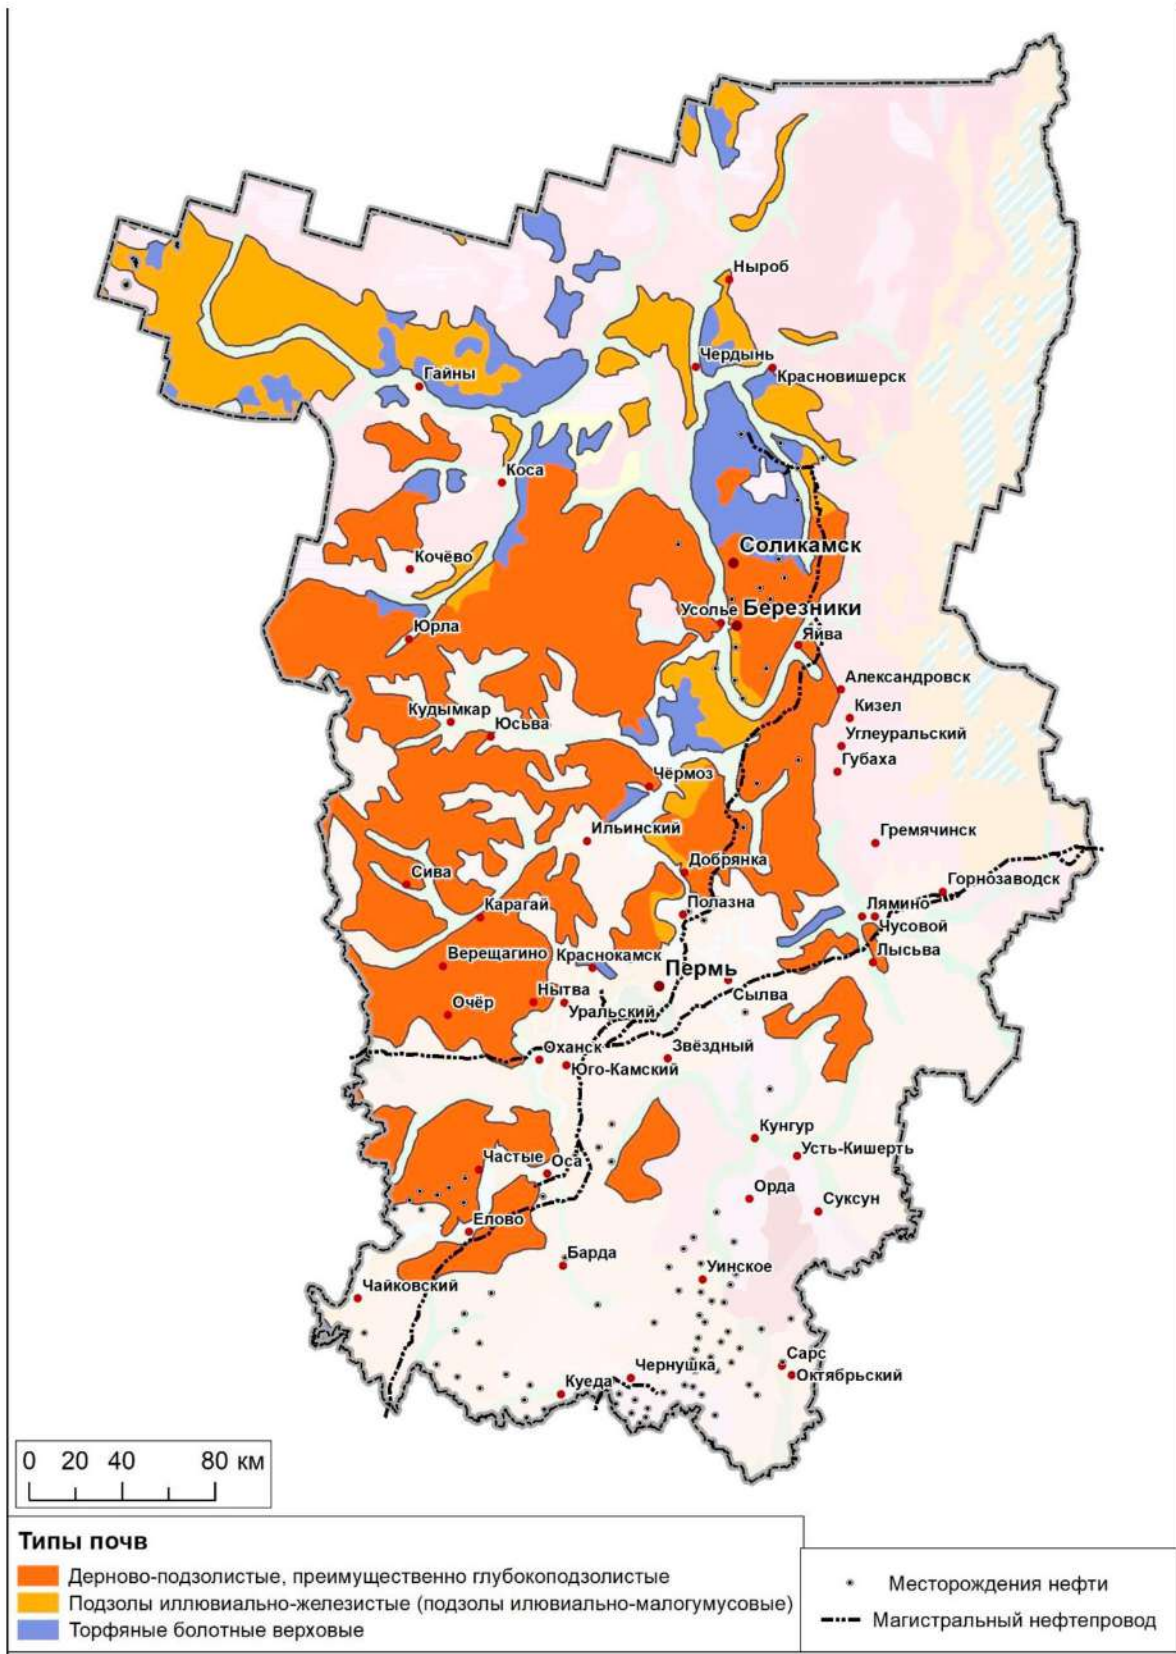 Ныроб
Чердынь
Красновишерск
Гайны
Коса
Соликамск
Кочёво
Усолье
Березники
Юрла
Яйва
Александровск
Кудымкар
Кизел
Юсьва
Углеуральский
Губаха
Чёрмоз
Ильинский
Гремячинск
Добрянка
Сива
Горнозаводск
Карагай
Полазна
Лямино
Чусовой
Верещагино
Краснокамск
Лысьва
Пермь
Нытва
Сылва
Очёр
Уральский
Оханск
Звёздный
Юго-Камский
Кунгур
Усть-Кишерть
Частые
Оса
Орда
Суксун
Елово
Барда
Уинское
Чайковский
Сарс
Чернушка
Октябрьский
Куеда
0 20 40 80 км
Типы почв
Дерново-подзолистые, преимущественно глубокоподзолистые
Подзолы иллювиально-железистые (подзолы илювиально-малогумусовые)
Торфяные болотные верховые
Месторождения нефти
Магистральный нефтепровод